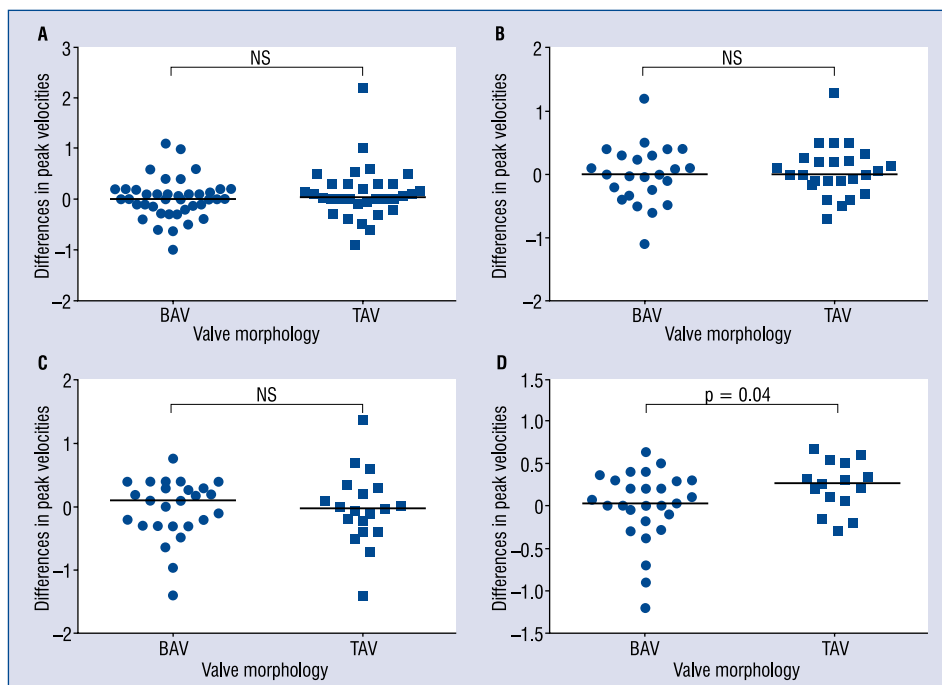 A
Differences in peak velocities
3
2
1
0
–1
–2
NS
BAV
TAV
Valve morphology
B
Differences in peak velocities
2
1
0
–1
–2
NS
BAV
TAV
Valve morphology
C
Differences in peak velocities
2
1
0
–1
–2
NS
BAV
TAV
Valve morphology
D
Differences in peak velocities
1.5
1.0
0.5
0
–0.5
–1.0
–1.5
p = 0.04
BAV
TAV
Valve morphology